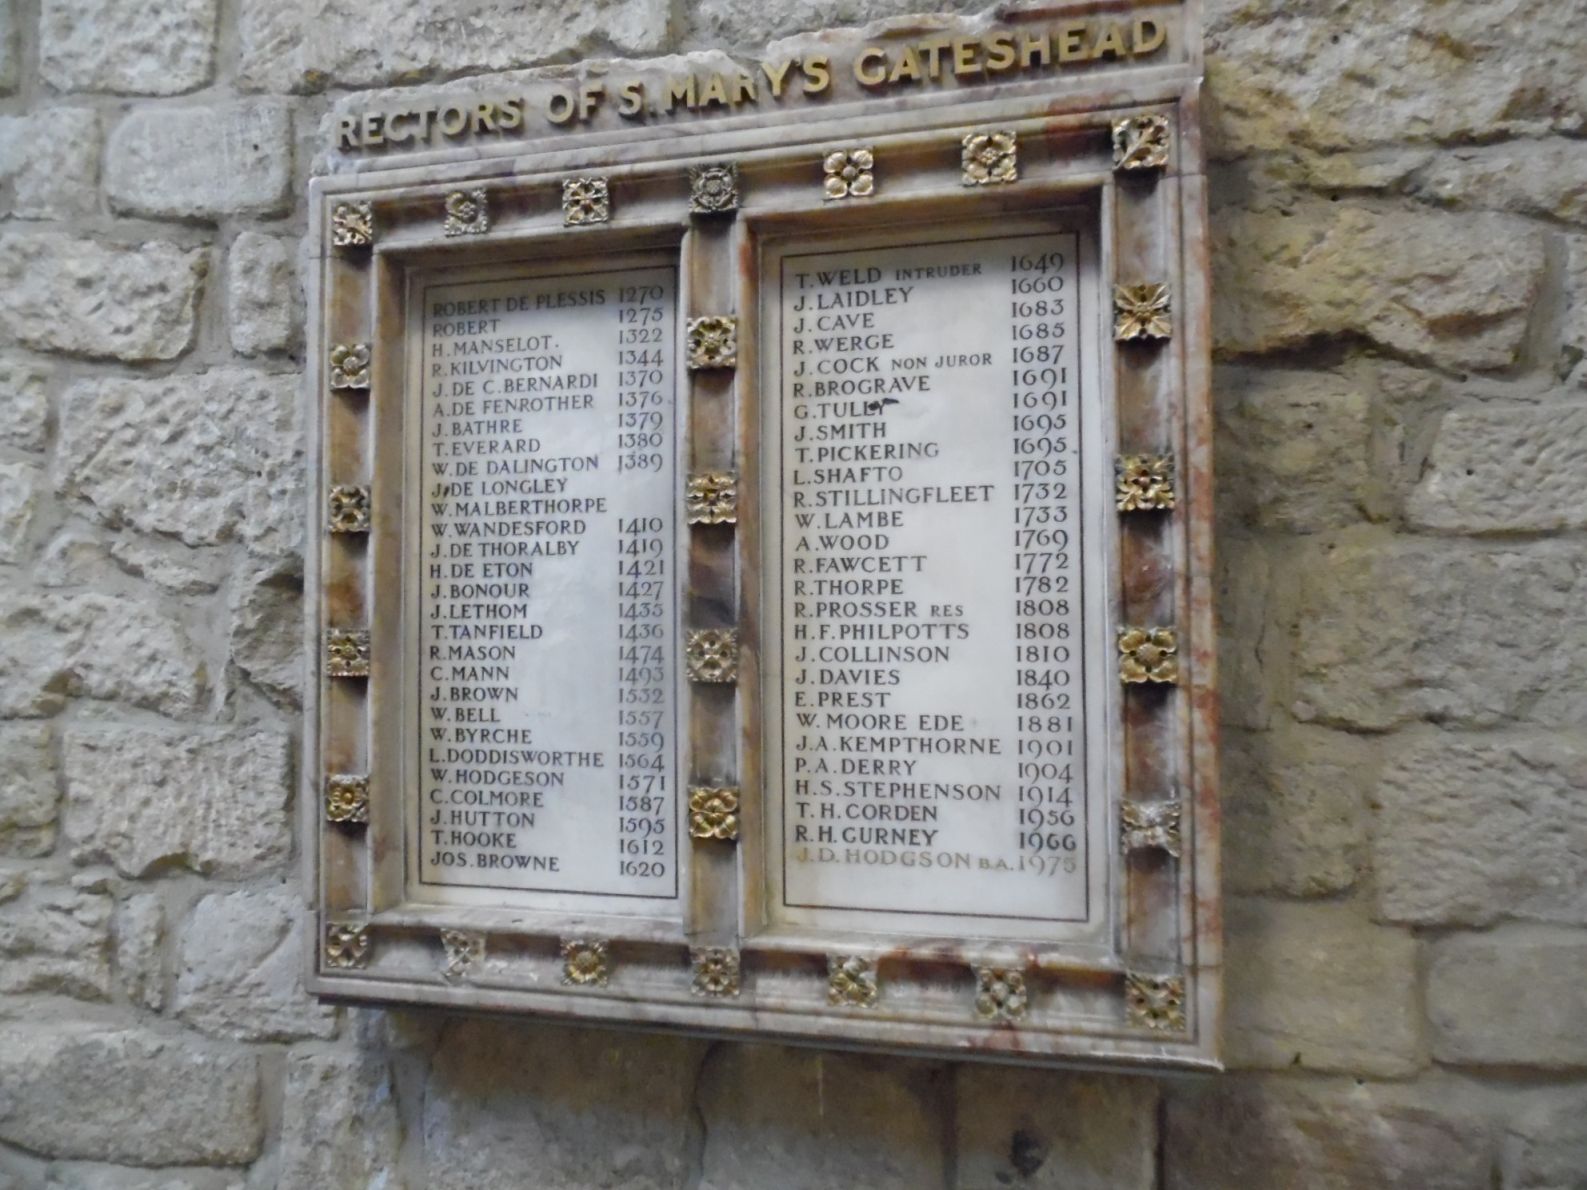 RECTORS OF S. MARY'S GATESHEAD
ROBERT DE PLESSIS 1270
ROBERT 1275
H. MANSELOT. 1322
R. KILVINGTON 1344
J. DE C. BERNARDI 1370
A. DE FENROTHER 1376
J. BATHRE 1379
T. EVERARD 1380
W. DE DALINGTON 1389
J. DE LONGLEY
W. MALBERTHORPE
W. WANDESFORD 1410
J. DE THORALBY 1419
H. DE ETON 1421
J. BONOUR 1427
J. LETHOM 1435
T. TANFIELD 1436
R. MASON 1474
C. MANN 1493
J. BROWN 1532
W. BELL 1557
W. BYRCHE 1559
L. DODDISWORTHE 1564
W. HODGESON 1571
C. COLMORE 1587
J. HUTTON 1595
T. HOOKE 1612
JOS. BROWNE 1620
T. WELD INTRUDER 1649
J. LAIDLEY 1660
J. CAVE 1683
R. WERGE 1685
J. COCK NON JUROR 1687
R. BROGRAVE 1691
G. TULLY 1691
J. SMITH 1695
T. PICKERING 1695
L. SHAFTO 1705
R. STILLINGFLEET 1732
W. LAMBE 1733
A. WOOD 1769
R. FAWCETT 1772
R. THORPE 1782
R. PROSSER RES 1808
H. F. PHILPOTTS 1808
J. COLLINSON 1810
J. DAVIES 1840
E. PREST 1862
W. MOORE EDE 1881
J. A. KEMPTHORNE 1901
P. A. DERRY 1904
H. S. STEPHENSON 1914
T. H. CORDEN 1956
R. H. GURNEY 1966
J. D. HODGSON B.A. 1975